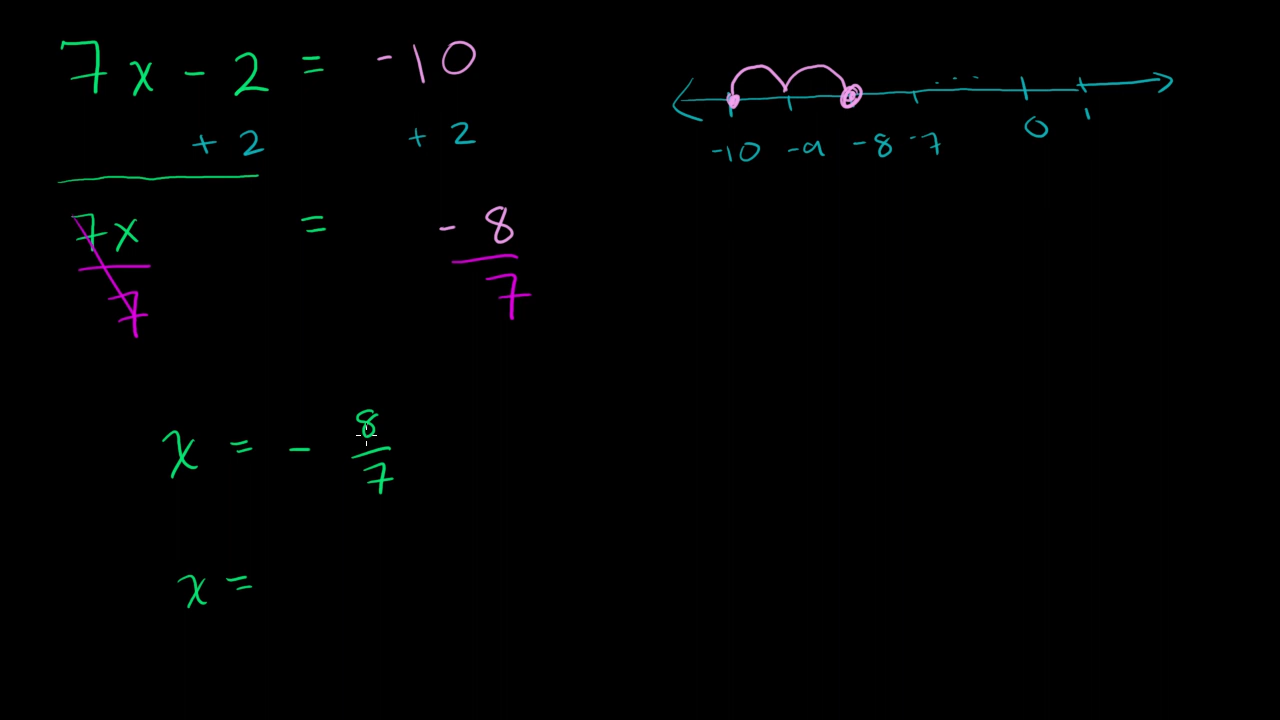 7x - 2 = -10
+ 2 + 2
7x = -8
7 7
x = - 8/7
x =
-10 -9 -8 -7 ... 0 1